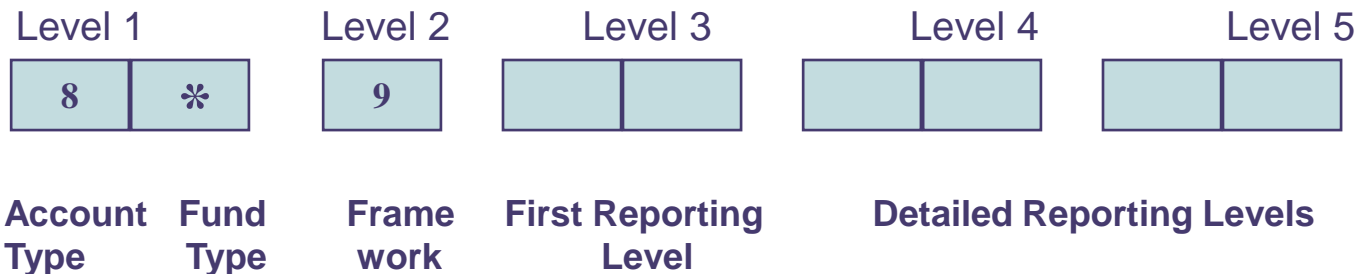 Level 1 Level 2 Level 3 Level 4 Level 5
8 * 9
Account Fund Frame First Reporting Detailed Reporting Levels
Type Type work Level